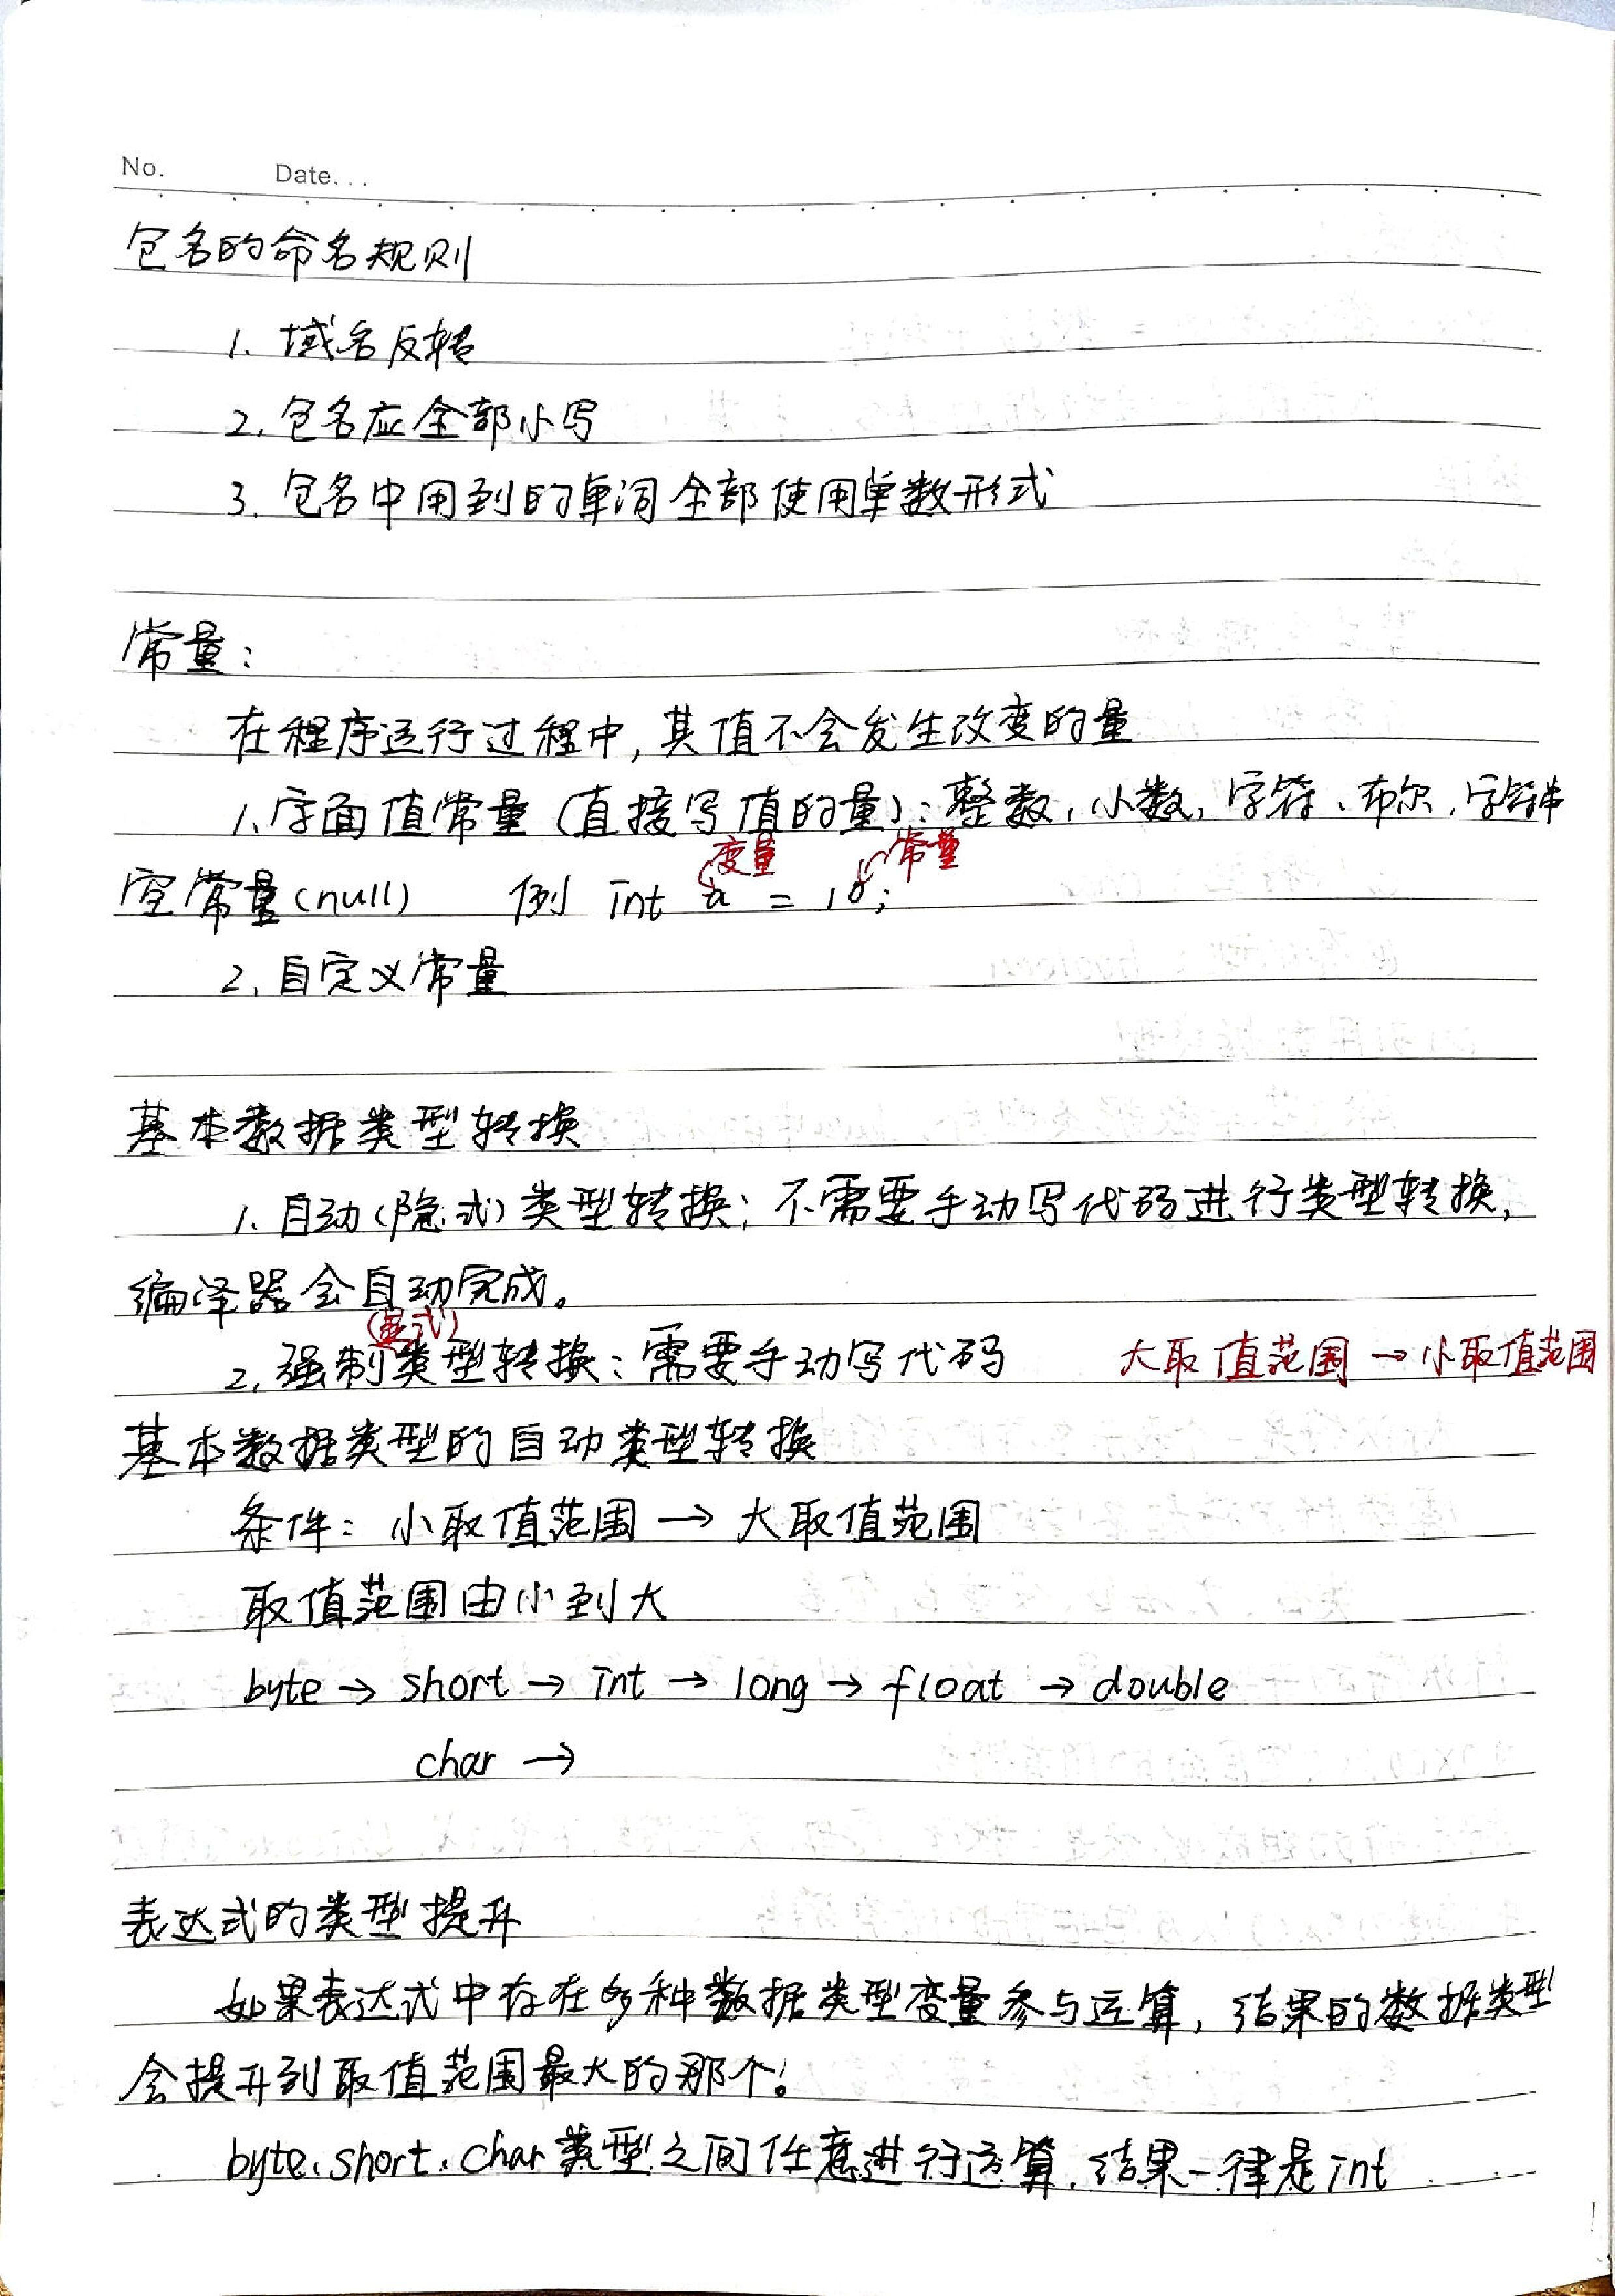 No. Date...
包名的命名规则
1. 域名反转
2. 包名应全部小写
3. 包名中用到的单词全部使用单数形式
常量：
在程序运行过程中, 其值不会发生改变的量
1. 字面值常量 (直接写值的量): 整数、小数、字符、布尔、字符串
变量 常量
空常量(null) 例 int a = 10;
2. 自定义常量
基本数据类型转换
1. 自动(隐式)类型转换: 不需要手动写代码进行类型转换,
编译器会自动完成。
(显式)
2. 强制类型转换: 需要手动写代码 大取值范围 → 小取值范围
基本数据类型的自动类型转换
条件: 小取值范围 → 大取值范围
取值范围由小到大
byte → short → int → long → float → double
char →
表达式的类型提升
如果表达式中存在多种数据类型变量参与运算, 结果的数据类型
会提升到取值范围最大的那个!
byte、short、char类型之间任意进行运算, 结果一律是int